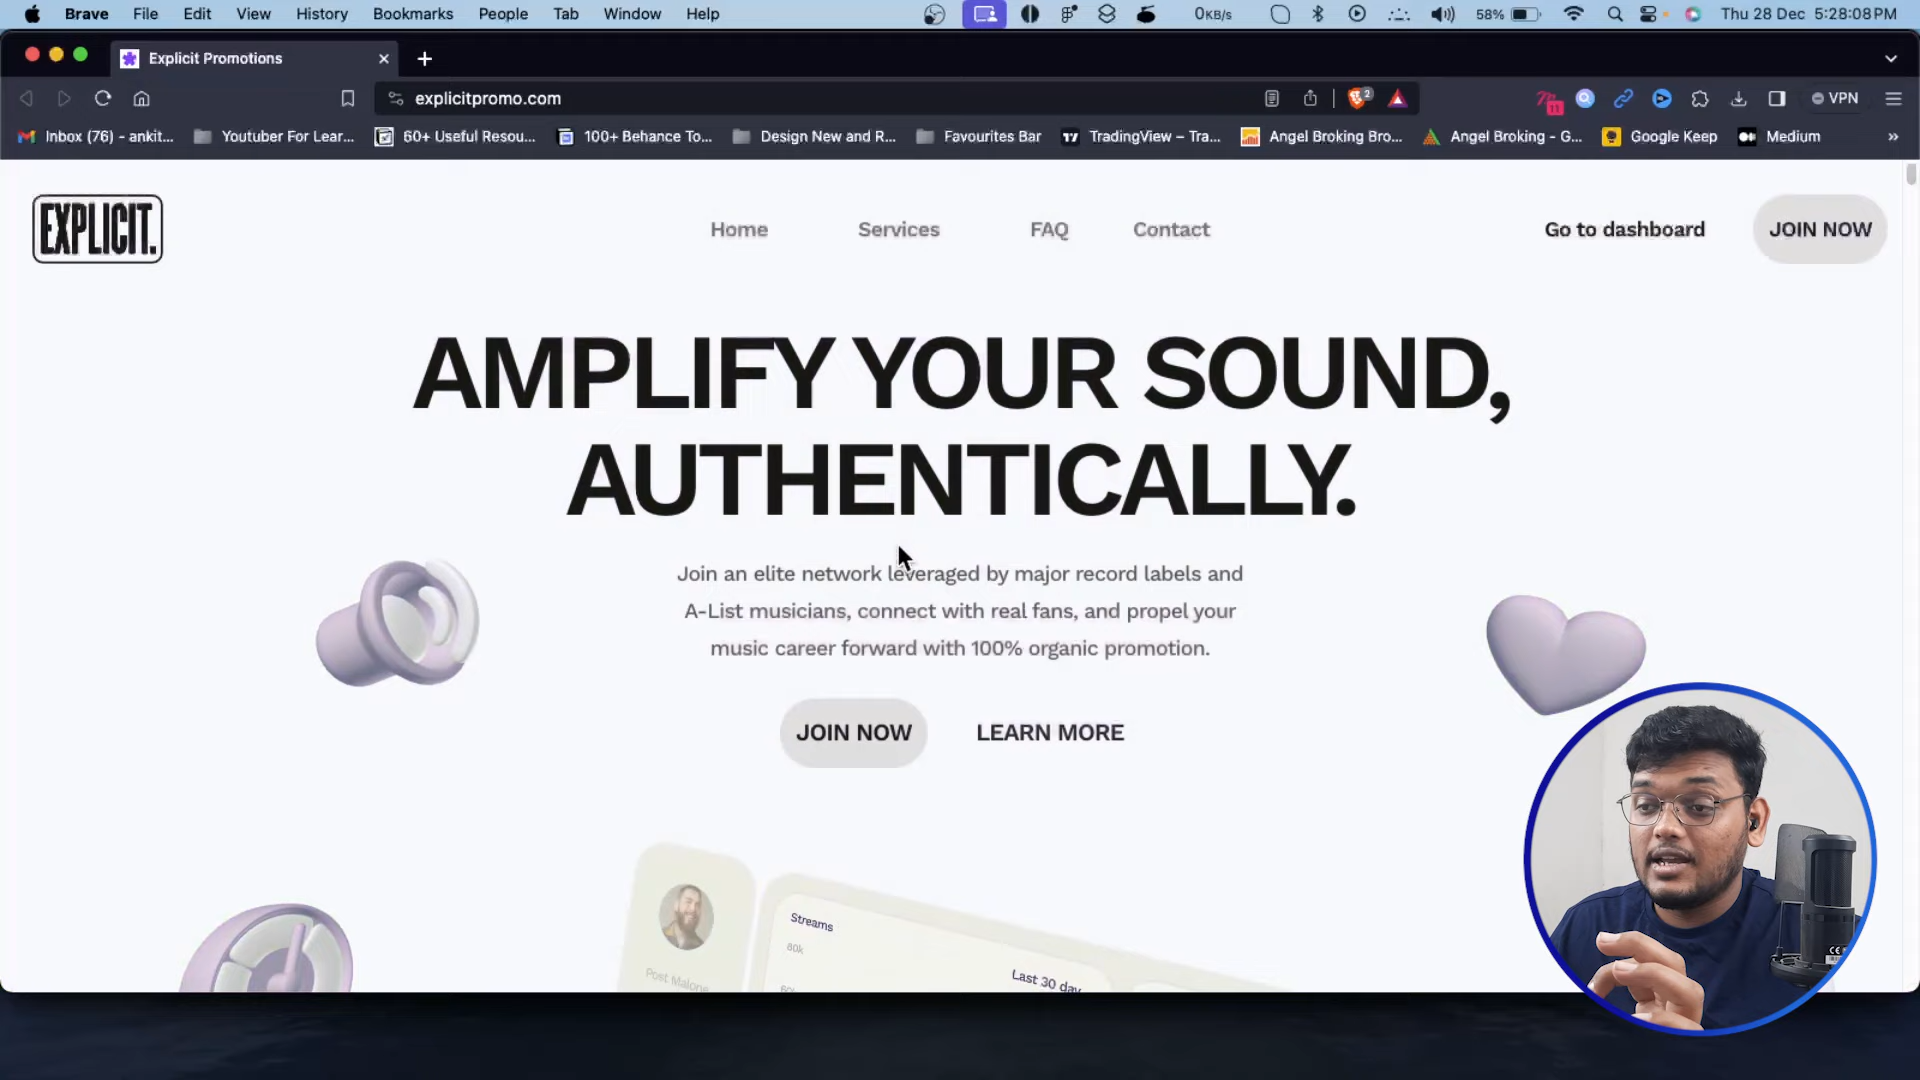 Brave File Edit View History Bookmarks People Tab Window Help 0KB/s 58% Thu 28 Dec 5:28:08 PM
Explicit Promotions
explicitpromo.com 2 11 VPN
Inbox (76) - ankit... Youtuber For Lear... 60+ Useful Resou... 100+ Behance To... Design New and R... Favourites Bar TradingView – Tra... Angel Broking Bro... Angel Broking - G... Google Keep Medium
EXPLICIT. Home Services FAQ Contact Go to dashboard JOIN NOW
AMPLIFY YOUR SOUND,
AUTHENTICALLY.
Join an elite network leveraged by major record labels and
A-List musicians, connect with real fans, and propel your
music career forward with 100% organic promotion.
JOIN NOW LEARN MORE
Streams
80k
Last 30 day
Post Malone